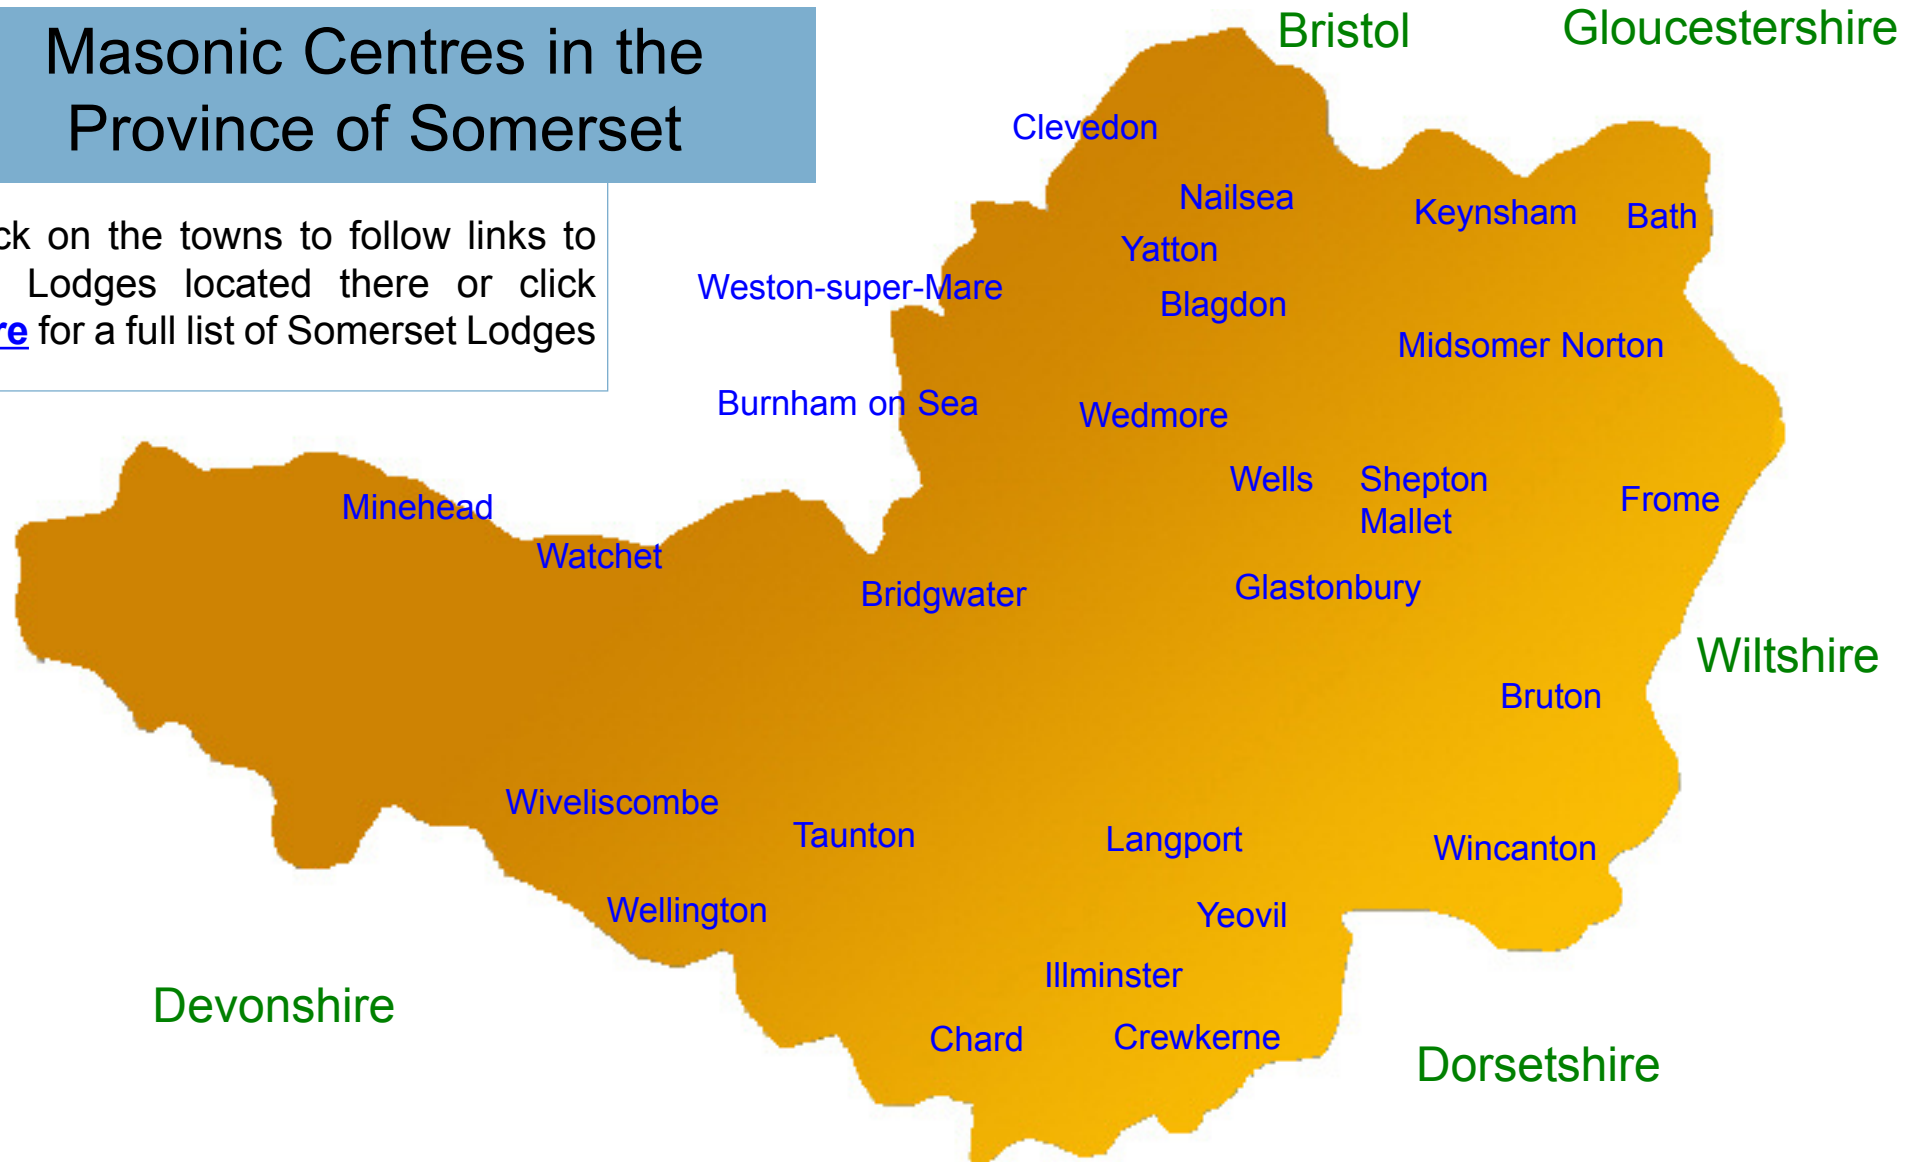 Masonic Centres in the
Province of Somerset
Bristol
Gloucestershire
ck on the towns to follow links to
Lodges located there or click
re for a full list of Somerset Lodges
Clevedon
Nailsea
Keynsham
Bath
Yatton
Weston-super-Mare
Blagdon
Midsomer Norton
Burnham on Sea
Wedmore
Wells
Shepton
Mallet
Frome
Minehead
Watchet
Bridgwater
Glastonbury
Wiltshire
Bruton
Wiveliscombe
Taunton
Langport
Wincanton
Wellington
Yeovil
Illminster
Devonshire
Chard
Crewkerne
Dorsetshire